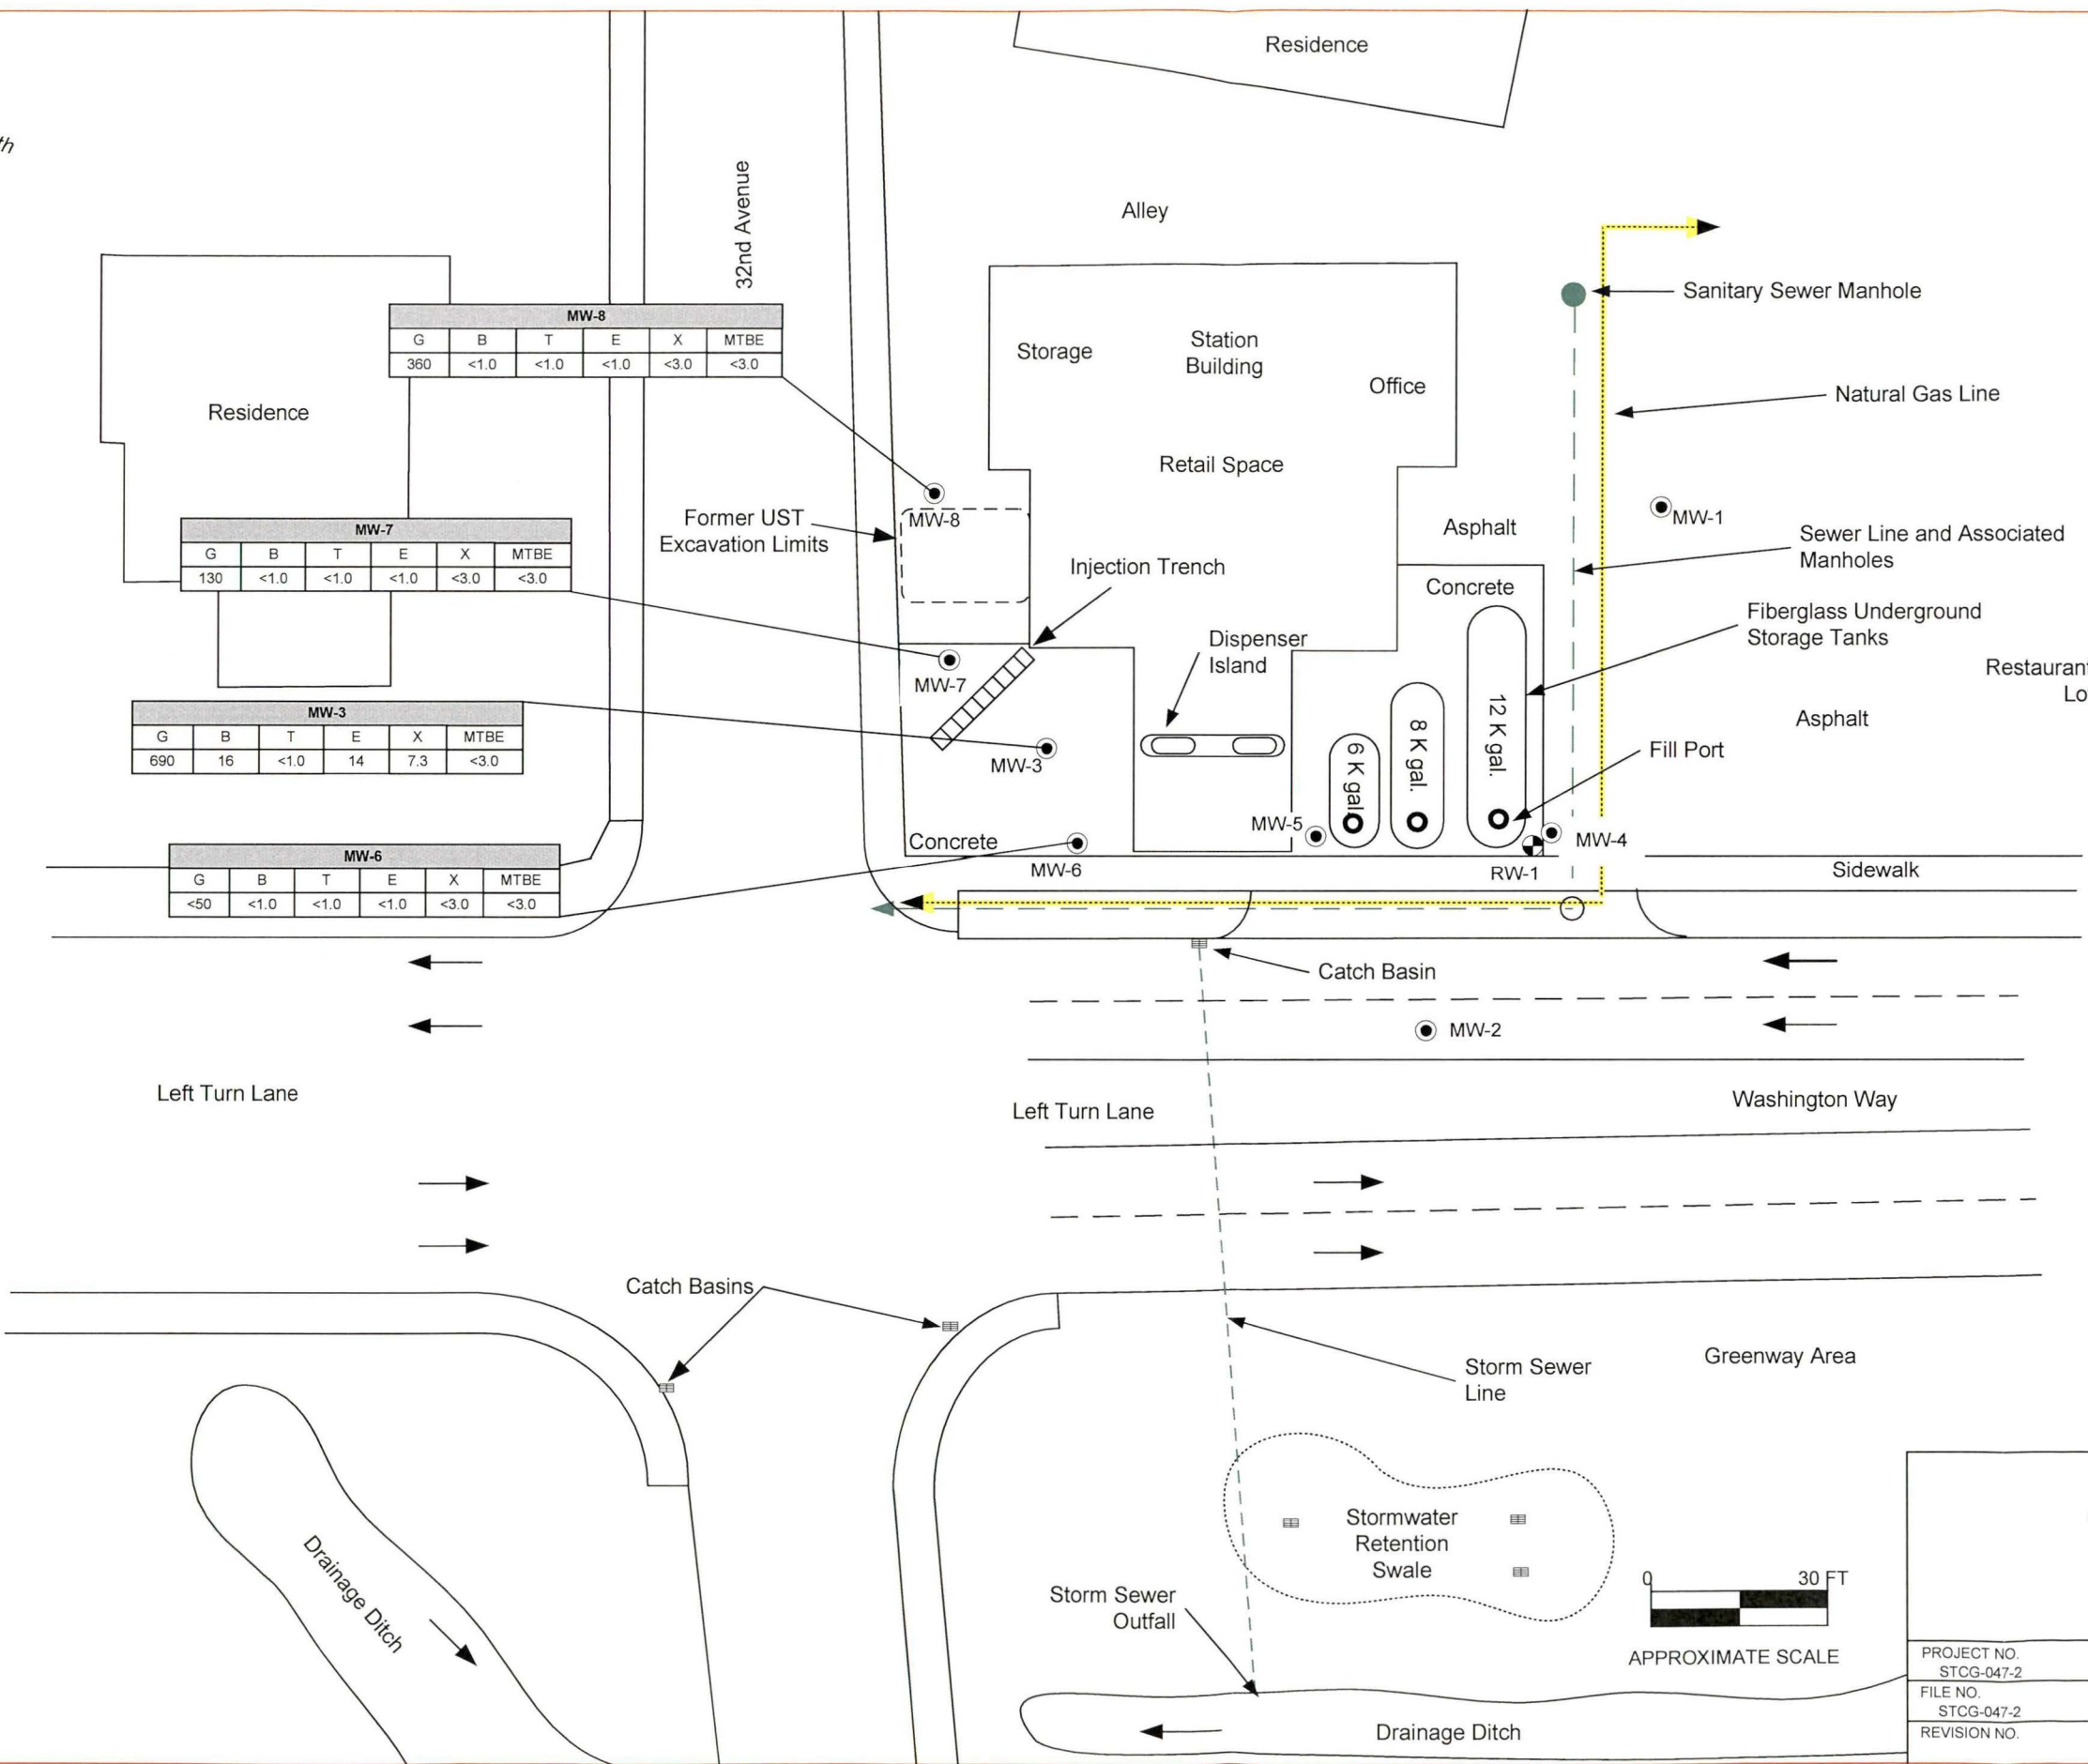 Residence
th
32nd Avenue
Alley
Sanitary Sewer Manhole
MW-8
G B T E X MTBE
360 <1.0 <1.0 <1.0 <3.0 <3.0
Storage
Station
Building
Office
Natural Gas Line
Residence
Retail Space
MW-7
G B T E X MTBE
130 <1.0 <1.0 <1.0 <3.0 <3.0
Former UST
Excavation Limits
MW-8
Asphalt
MW-1
Sewer Line and Associated
Manholes
Injection Trench
Concrete
Fiberglass Underground
Storage Tanks
Dispenser
Island
MW-7
Restaurant
Lo
MW-3
G B T E X MTBE
690 16 <1.0 14 7.3 <3.0
MW-3
6 K gal.
8 K gal.
12 K gal.
Asphalt
Fill Port
MW-5
MW-4
Concrete
MW-6
G B T E X MTBE
<50 <1.0 <1.0 <1.0 <3.0 <3.0
MW-6
RW-1
Sidewalk
Catch Basin
MW-2
Left Turn Lane
Left Turn Lane
Washington Way
Catch Basins
Storm Sewer
Line
Greenway Area
Stormwater
Retention
Swale
Drainage Ditch
Storm Sewer
Outfall
0 30 FT
APPROXIMATE SCALE
Drainage Ditch
PROJECT NO.
STCG-047-2
FILE NO.
STCG-047-2
REVISION NO.